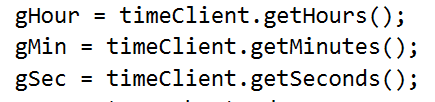 gHour = timeClient.getHours();
gMin = timeClient.getMinutes();
gSec = timeClient.getSeconds();